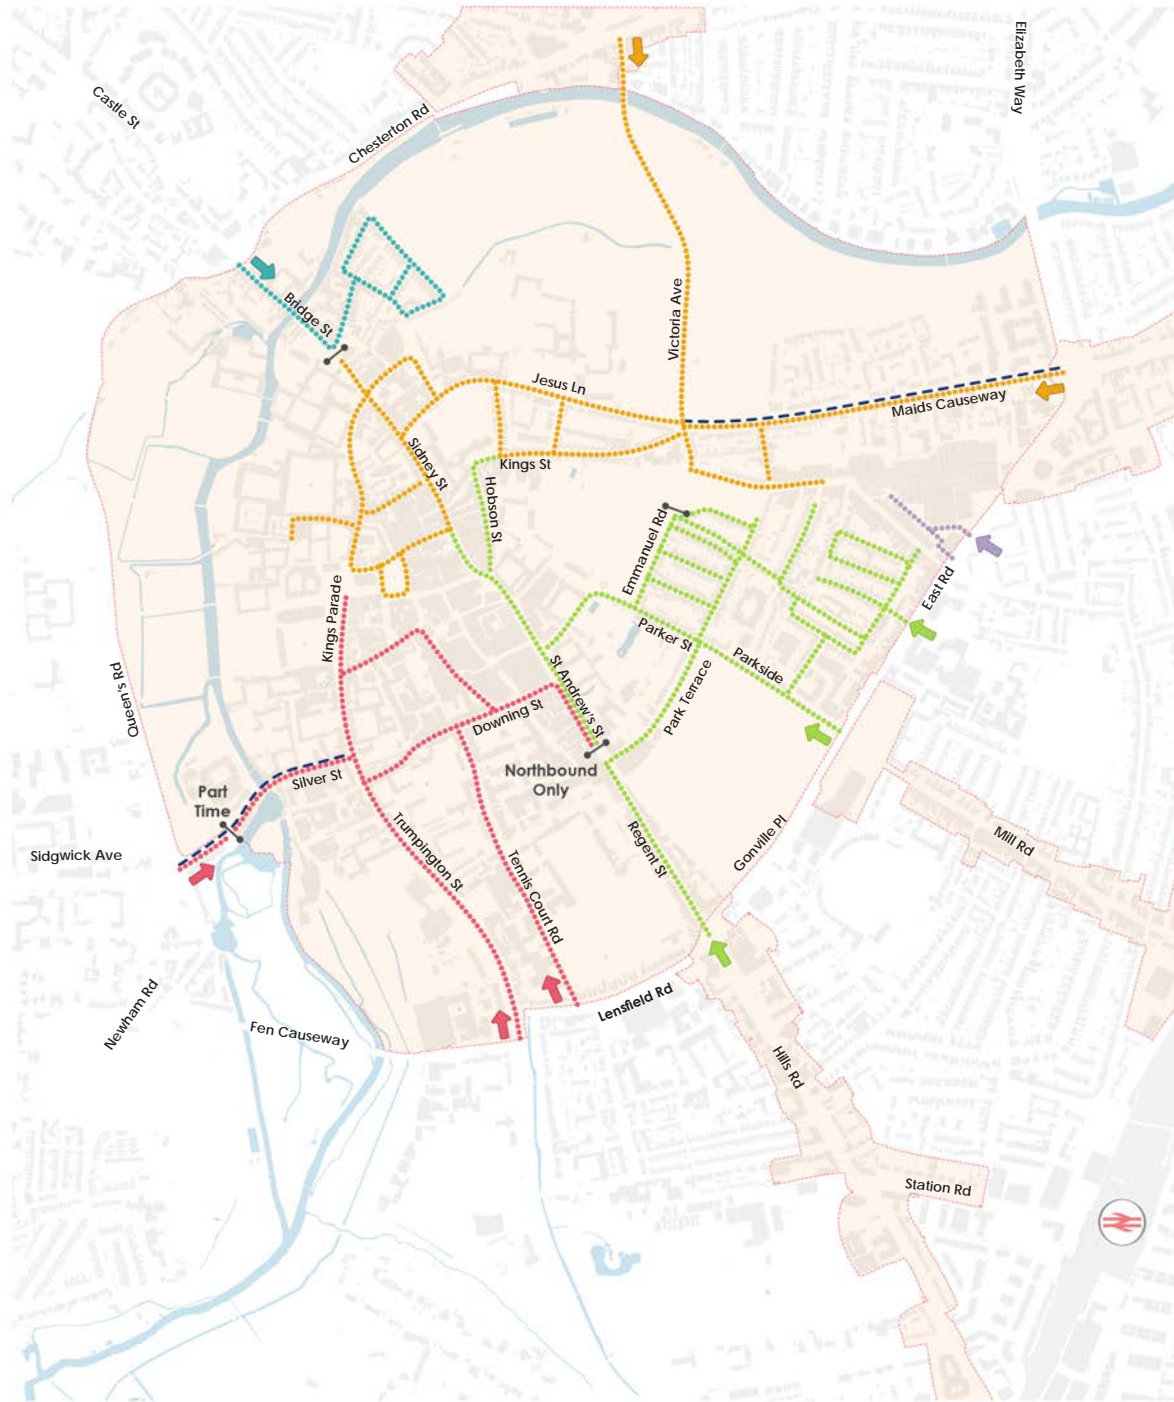 Elizabeth Way
Castle St
Chesterton Rd
Bridge St
Victoria Ave
Jesus Ln
Maids Causeway
Sidney St
Kings St
Hobson St
Emmanuel Rd
East Rd
Kings Parade
Parker St
Parkside
Queen's Rd
St Andrew's St
Park Terrace
Downing St
Northbound
Only
Silver St
Part
Time
Sidgwick Ave
Trumpington St
Tennis Court Rd
Regent St
Gonville Pl
Mill Rd
Newham Rd
Fen Causeway
Lensfield Rd
Hills Rd
Station Rd